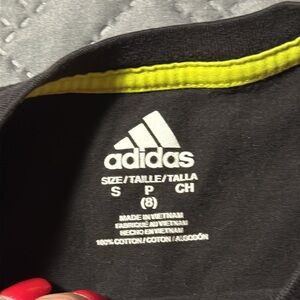 adidas
SIZE/TAILLE/TALLA
S P CH
(8)
MADE IN VIETNAM
FABRIQUÉ AU VIETNAM
HECHO EN VIETNAM
100% COTTON/COTON/ALGODÓN